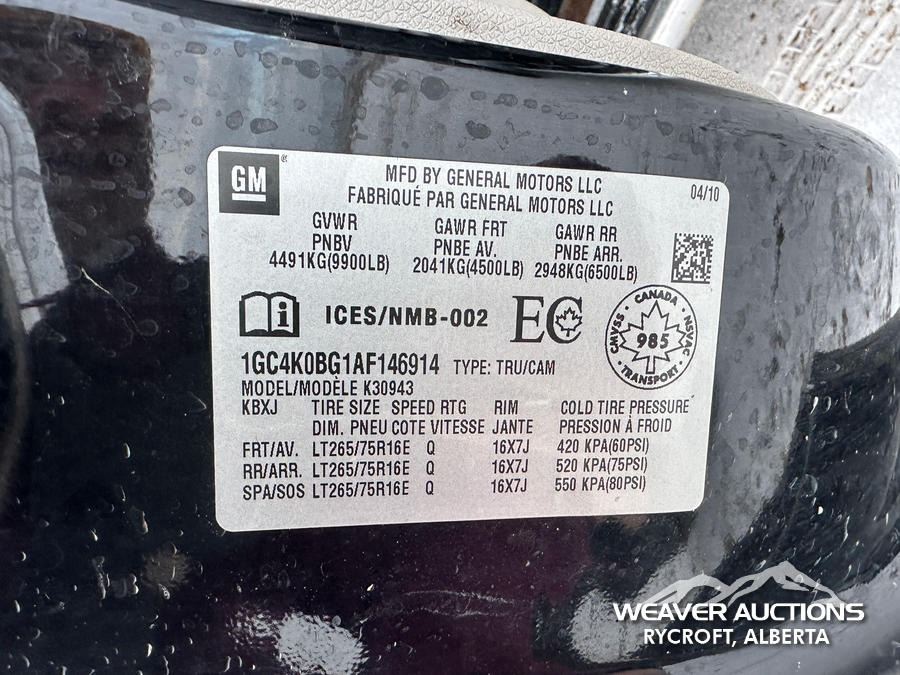 GM
MFD BY GENERAL MOTORS LLC
FABRIQUÉ PAR GENERAL MOTORS LLC
04/10
GVWR GAWR FRT GAWR RR
PNBV PNBE AV. PNBE ARR.
4491KG(9900LB) 2041KG(4500LB) 2948KG(6500LB)
ICES/NMB-002 EC
CANADA
CMVSS 985 NSVAC
TRANSPORT
1GC4K0BG1AF146914 TYPE: TRU/CAM
MODEL/MODÈLE K30943
KBXJ TIRE SIZE SPEED RTG RIM COLD TIRE PRESSURE
DIM. PNEU COTE VITESSE JANTE PRESSION À FROID
FRT/AV. LT265/75R16E Q 16X7J 420 KPA(60PSI)
RR/ARR. LT265/75R16E Q 16X7J 520 KPA(75PSI)
SPA/SOS LT265/75R16E Q 16X7J 550 KPA(80PSI)
WEAVER AUCTIONS
RYCROFT, ALBERTA